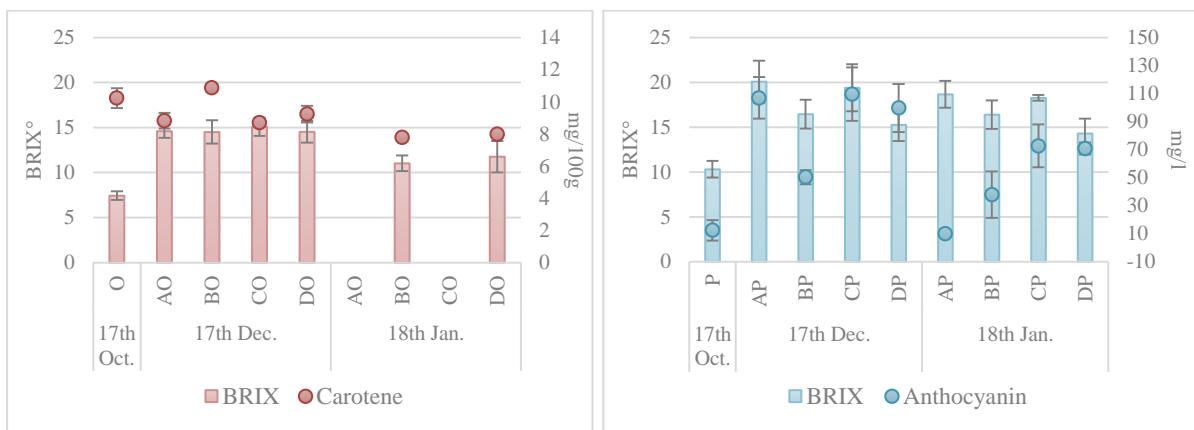 25
20
15
10
5
0
BRIX°
14
12
10
8
6
4
2
0
mg/100g
O
AO
BO
CO
DO
AO
BO
CO
DO
17th
Oct.
17th Dec.
18th Jan.
BRIX
Carotene
25
20
15
10
5
0
BRIX°
150
130
110
90
70
50
30
10
-10
mg/l
P
AP
BP
CP
DP
AP
BP
CP
DP
17th
Oct.
17th Dec.
18th Jan.
BRIX
Anthocyanin